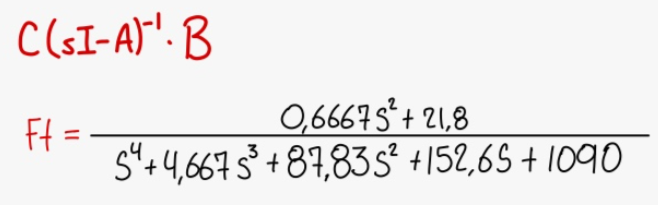 C(sI-A)⁻¹·B
Ft = 0,6667s²+21,8
s⁴+4,667s³+87,83s²+152,6s+1090